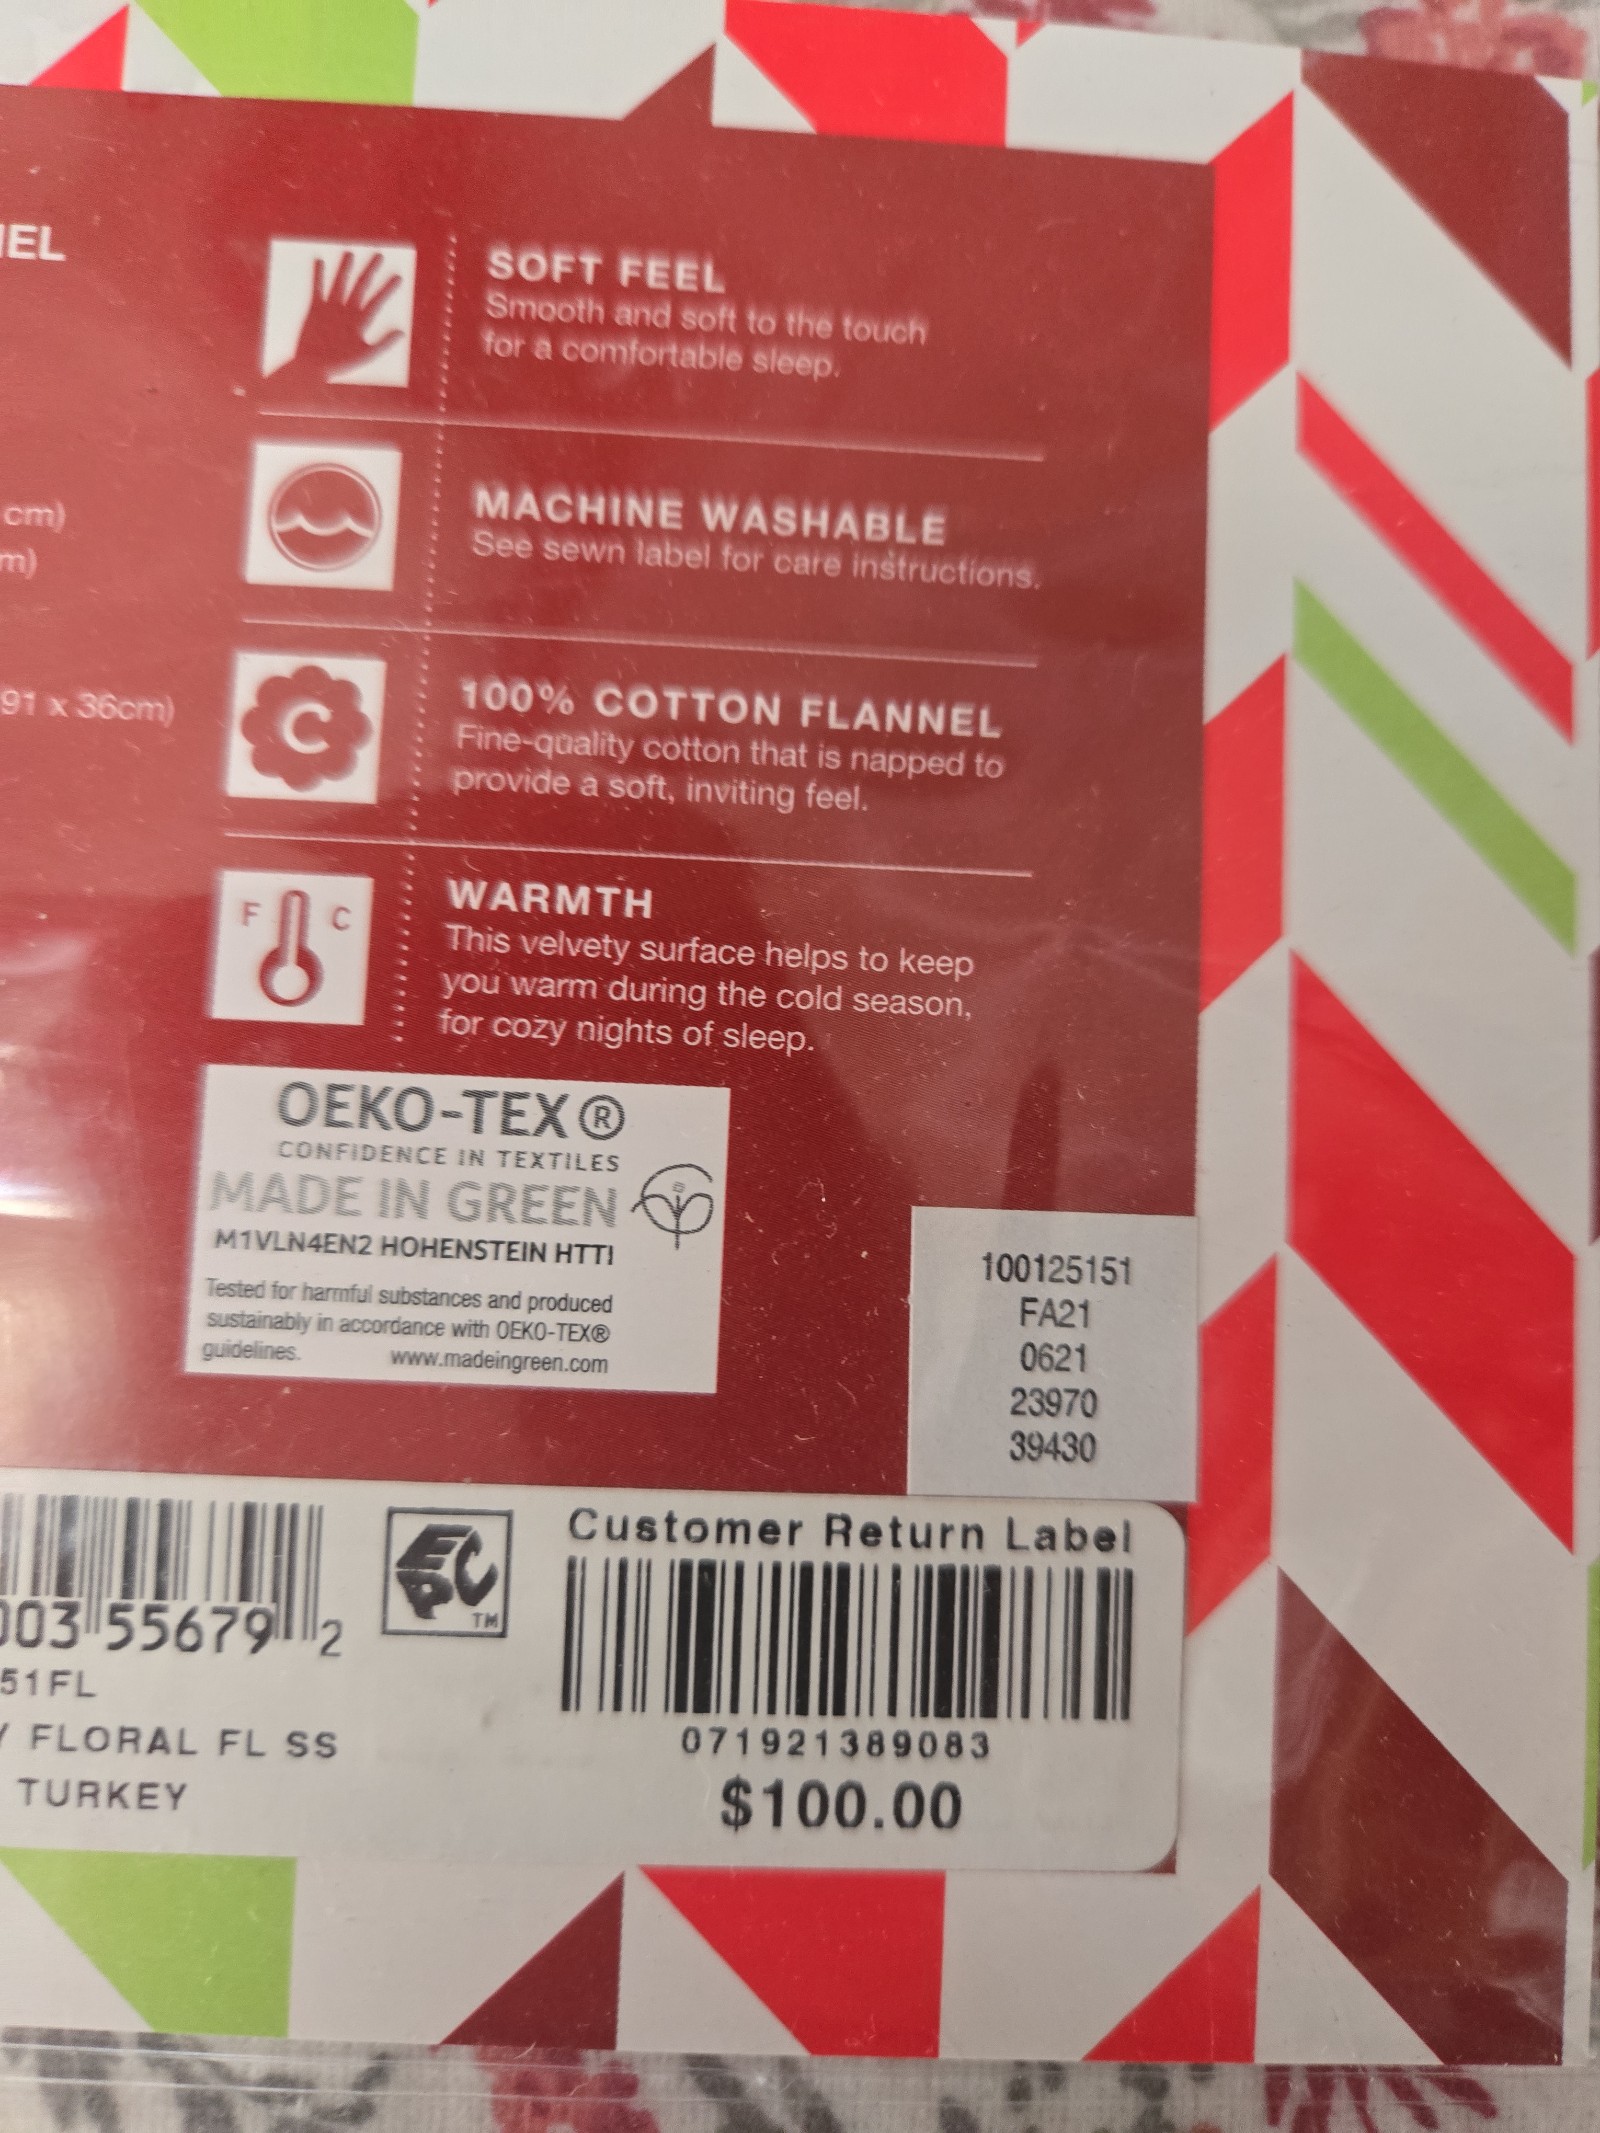 SOFT FEEL
Smooth and soft to the touch
for a comfortable sleep.
cm)
m)
91 x 36cm)
MACHINE WASHABLE
See sewn label for care instructions.
C
100% COTTON FLANNEL
Fine-quality cotton that is napped to
provide a soft, inviting feel.
F C
WARMTH
This velvety surface helps to keep
you warm during the cold season,
for cozy nights of sleep.
OEKO-TEX®
CONFIDENCE IN TEXTILES
MADE IN GREEN
M1VLN4EN2 HOHENSTEIN HTTI
Tested for harmful substances and produced
sustainably in accordance with OEKO-TEX®
guidelines. www.madeingreen.com
100125151
FA21
0621
23970
39430
003 55679 2
51FL
Y FLORAL FL SS
TURKEY
EPC™
Customer Return Label
071921389083
$100.00